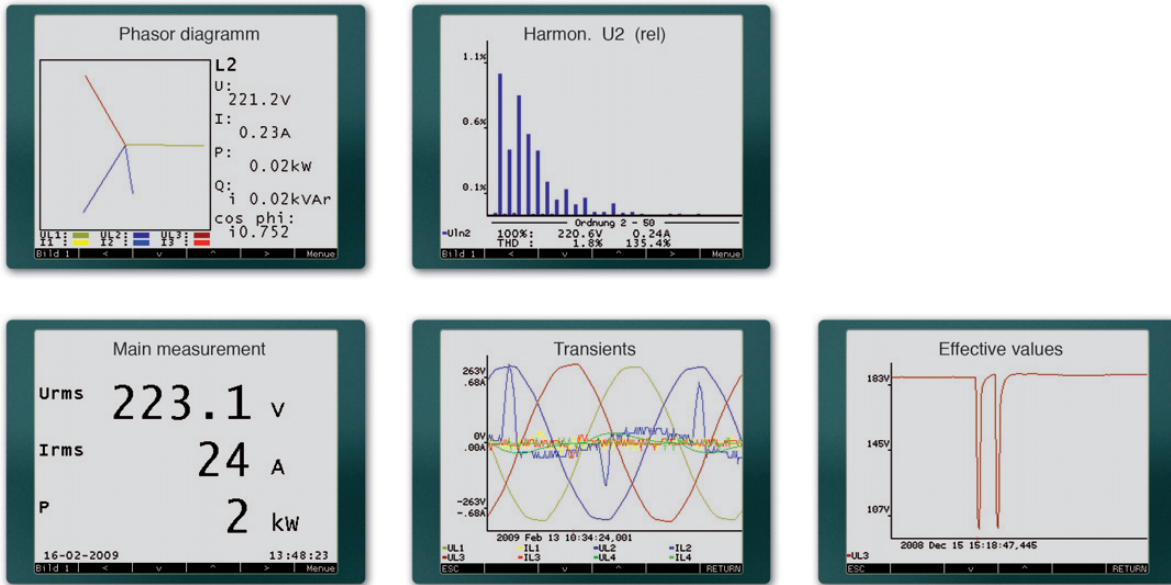 Phasor diagramm
L2
U:
221.2V
I:
0.23A
P:
0.02kW
Q:
i 0.02kVAr
cos phi:
i0.752
UL1: UL2: UL3:
I1 : I2 : I3 :
Bild 1 < v ^ > Menue
Harmon. U2 (rel)
1.1%
0.6%
0.1%
Ordnung 2 - 50
Uln2 100%: 220.6V 0.24A
THD : 1.8% 135.4%
Bild 1 < v ^ > Menue
Main measurement
Urms 223.1 V
Irms 24 A
P 2 kW
16-02-2009 13:48:23
Bild 1 < v ^ > Menue
Transients
263V
.68A
0V
.00A
-263V
-.68A
2009 Feb 13 10:34:24,001
UL1 IL1 UL2 IL2
UL3 IL3 UL4 IL4
ESC v ^ RETURN
Effective values
183V
145V
107V
2008 Dec 15 15:18:47,445
UL3
ESC < v ^ > RETURN